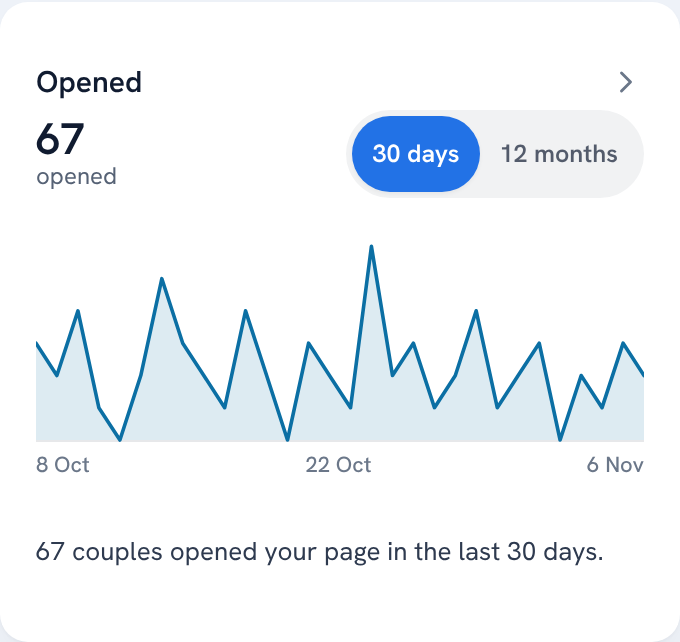 Opened
67
opened
30 days
12 months
8 Oct
22 Oct
6 Nov
67 couples opened your page in the last 30 days.